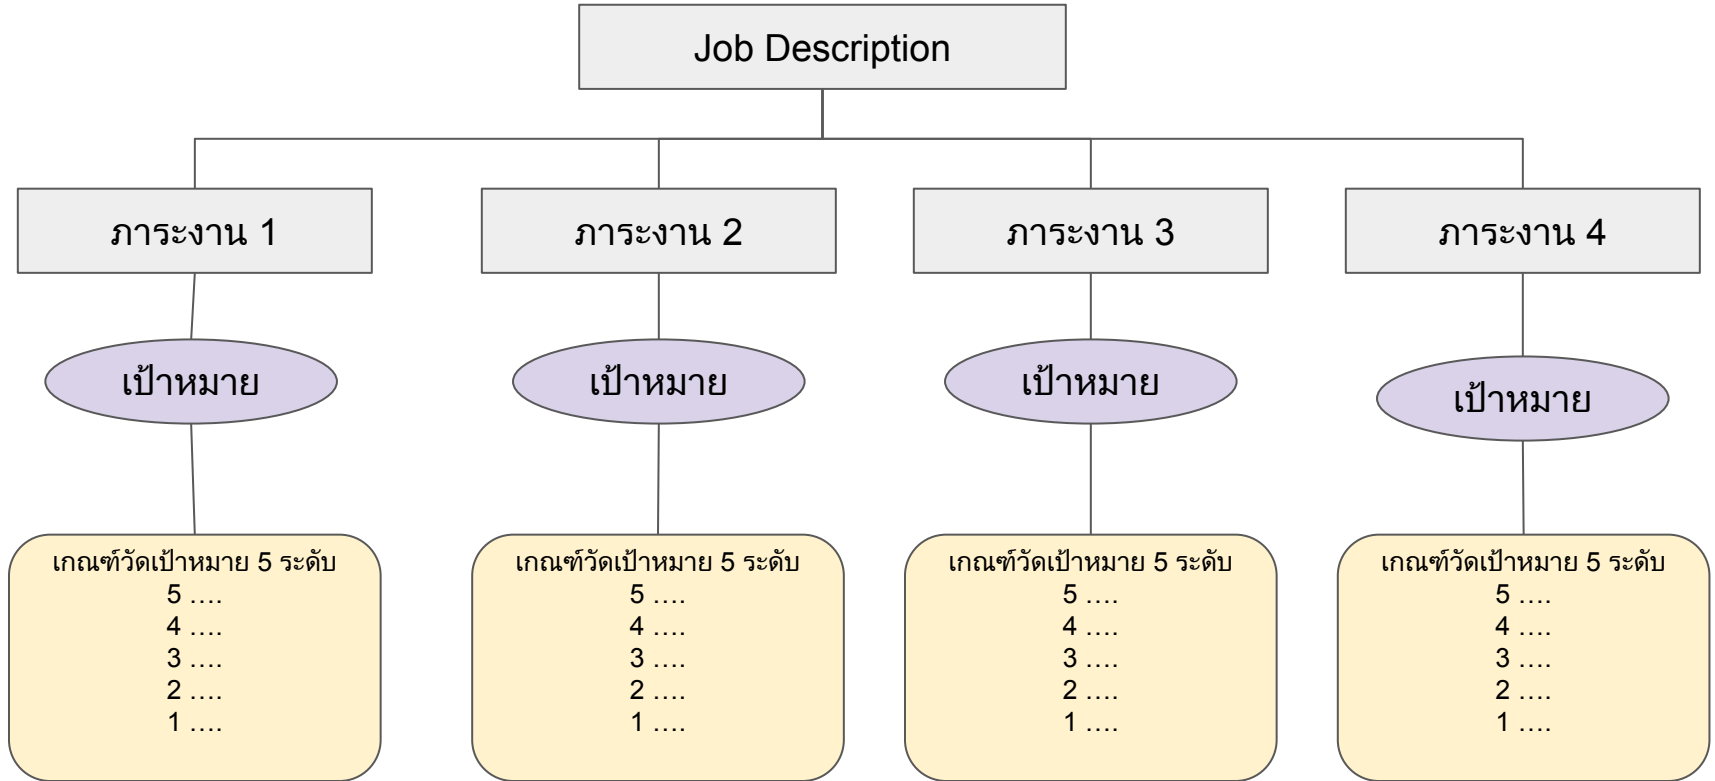 Job Description
ภาระงาน 1
ภาระงาน 2
ภาระงาน 3
ภาระงาน 4
เป้าหมาย
เป้าหมาย
เป้าหมาย
เป้าหมาย
เกณฑ์วัดเป้าหมาย 5 ระดับ
5 ....
4 ....
3 ....
2 ....
1 ....
เกณฑ์วัดเป้าหมาย 5 ระดับ
5 ....
4 ....
3 ....
2 ....
1 ....
เกณฑ์วัดเป้าหมาย 5 ระดับ
5 ....
4 ....
3 ....
2 ....
1 ....
เกณฑ์วัดเป้าหมาย 5 ระดับ
5 ....
4 ....
3 ....
2 ....
1 ....